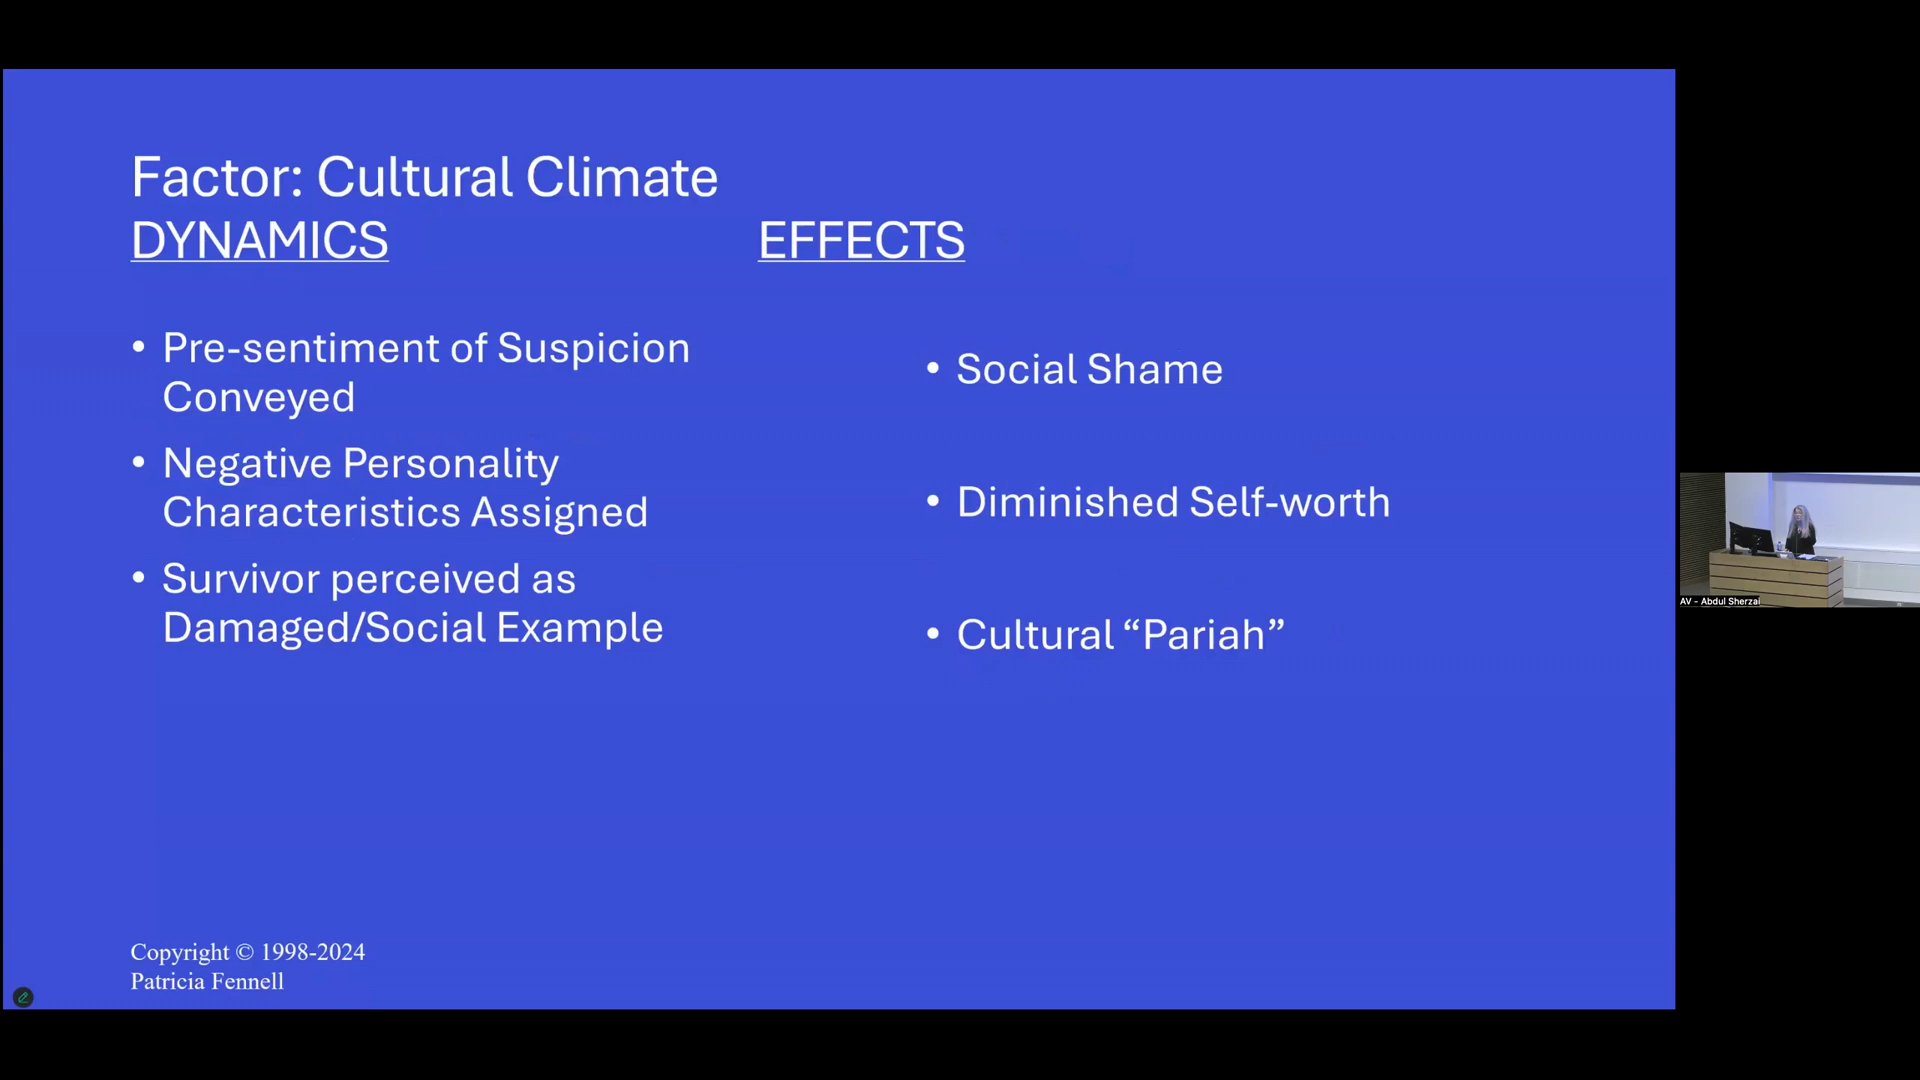 Factor: Cultural Climate
DYNAMICS
EFFECTS
• Pre-sentiment of Suspicion
Conveyed
• Negative Personality
Characteristics Assigned
• Survivor perceived as
Damaged/Social Example
• Social Shame
• Diminished Self-worth
• Cultural “Pariah”
Copyright © 1998-2024
Patricia Fennell
AV - Abdul Sherzai